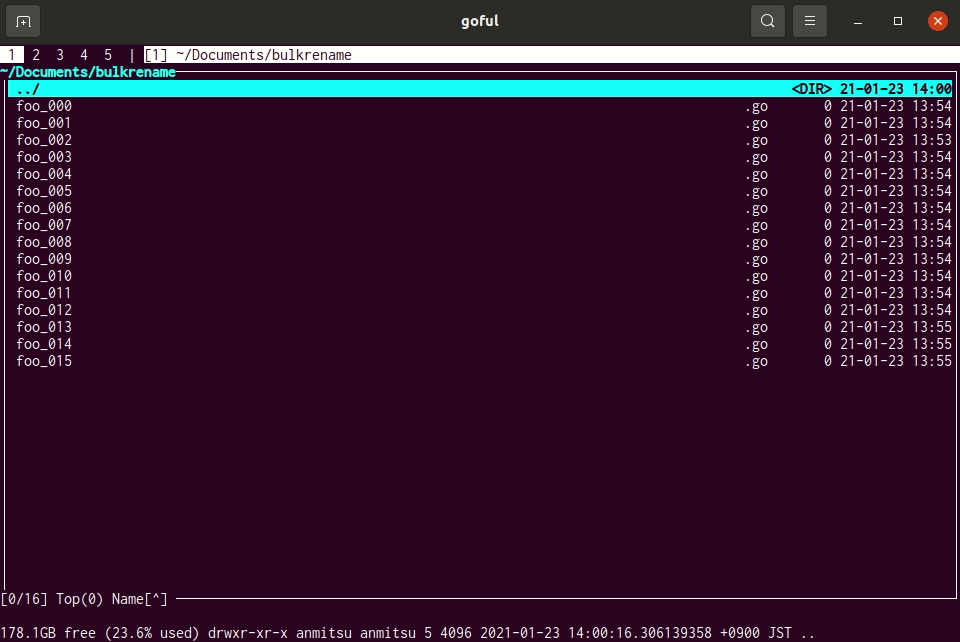 goful
1 2 3 4 5 | [1] ~/Documents/bulkrename
~/Documents/bulkrename
../ <DIR> 21-01-23 14:00
foo_000 .go 0 21-01-23 13:54
foo_001 .go 0 21-01-23 13:54
foo_002 .go 0 21-01-23 13:53
foo_003 .go 0 21-01-23 13:54
foo_004 .go 0 21-01-23 13:54
foo_005 .go 0 21-01-23 13:54
foo_006 .go 0 21-01-23 13:54
foo_007 .go 0 21-01-23 13:54
foo_008 .go 0 21-01-23 13:54
foo_009 .go 0 21-01-23 13:54
foo_010 .go 0 21-01-23 13:54
foo_011 .go 0 21-01-23 13:54
foo_012 .go 0 21-01-23 13:54
foo_013 .go 0 21-01-23 13:55
foo_014 .go 0 21-01-23 13:55
foo_015 .go 0 21-01-23 13:55
[0/16] Top(0) Name[^]
178.1GB free (23.6% used) drwxr-xr-x anmitsu anmitsu 5 4096 2021-01-23 14:00:16.306139358 +0900 JST ..